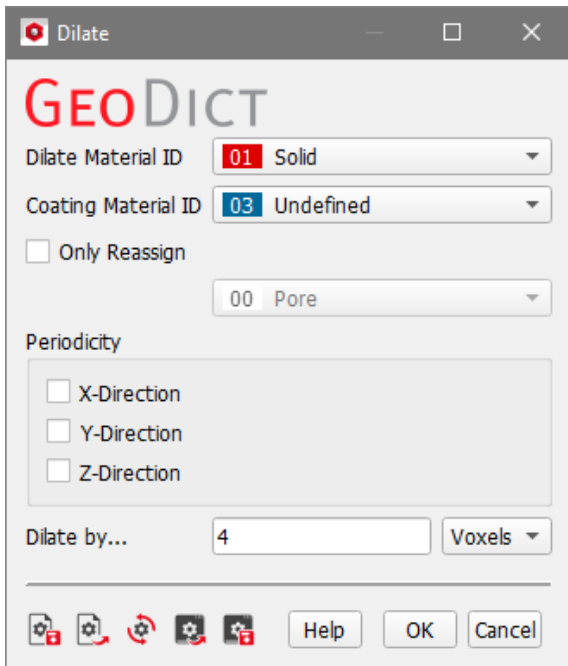 Dilate
GEODICT
Dilate Material ID 01 Solid
Coating Material ID 03 Undefined
Only Reassign
00 Pore
Periodicity
X-Direction
Y-Direction
Z-Direction
Dilate by... 4 Voxels
Help OK Cancel